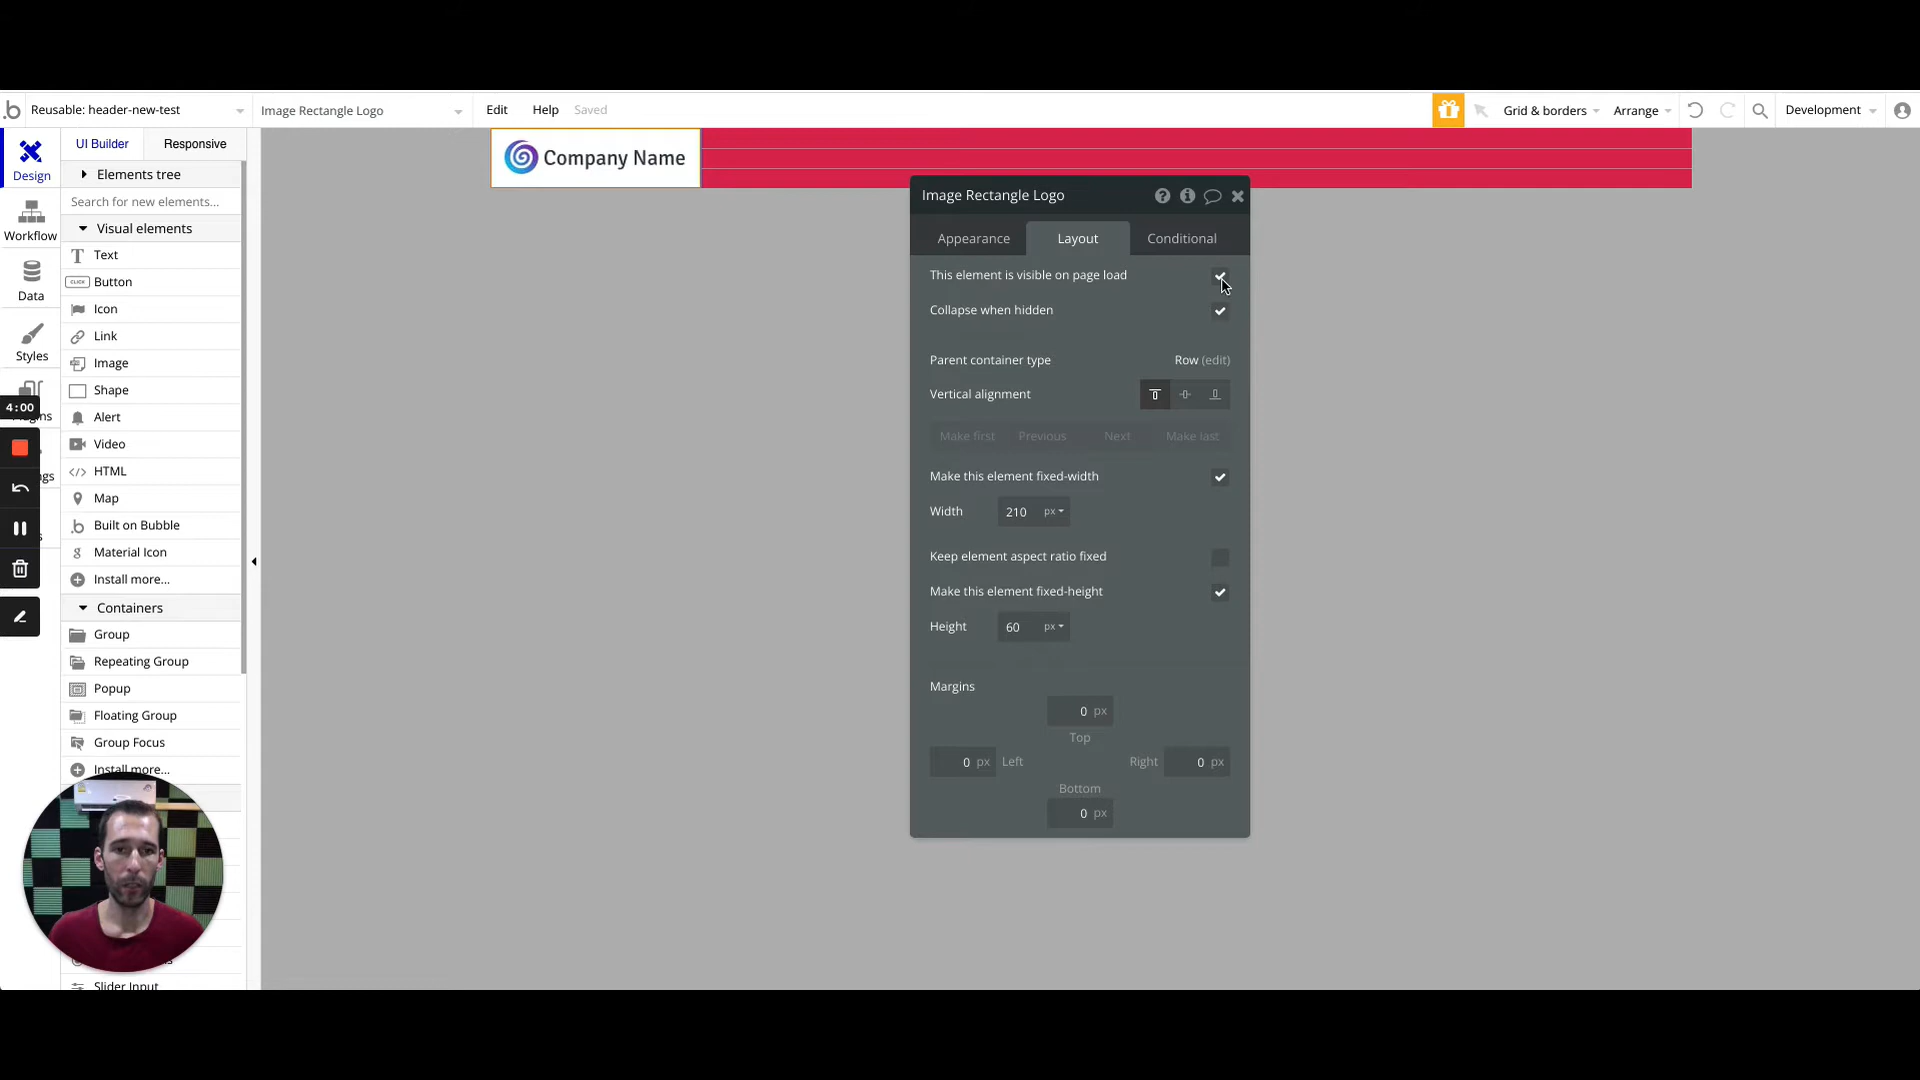 Reusable: header-new-test
Image Rectangle Logo
Edit
Help
Saved
Grid & borders
Arrange
Development
Design
Workflow
Data
Styles
4:00
UI Builder
Responsive
Elements tree
Search for new elements...
Visual elements
Text
CLICK Button
Icon
Link
Image
Shape
Alert
Video
</> HTML
Map
Built on Bubble
Material Icon
Install more...
Containers
Group
Repeating Group
Popup
Floating Group
Group Focus
Install more...
Slider Input
Company Name
Image Rectangle Logo
Appearance
Layout
Conditional
This element is visible on page load
Collapse when hidden
Parent container type
Row (edit)
Vertical alignment
Make first
Previous
Next
Make last
Make this element fixed-width
Width 210 px
Keep element aspect ratio fixed
Make this element fixed-height
Height 60 px
Margins
0 px
Top
0 px Left
Right 0 px
Bottom
0 px